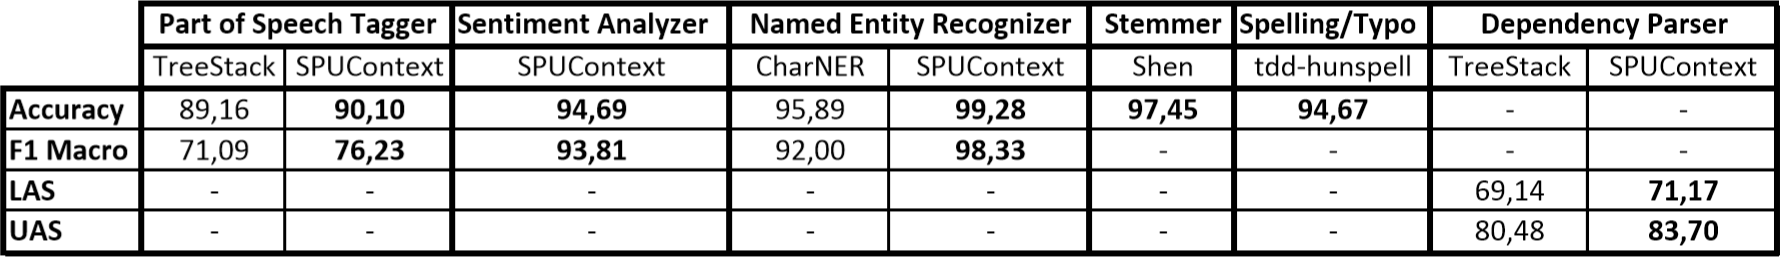 Part of Speech Tagger Sentiment Analyzer Named Entity Recognizer Stemmer Spelling/Typo Dependency Parser
TreeStack SPUContext SPUContext CharNER SPUContext Shen tdd-hunspell TreeStack SPUContext
Accuracy 89,16 90,10 94,69 95,89 99,28 97,45 94,67 - -
F1 Macro 71,09 76,23 93,81 92,00 98,33 - - - -
LAS - - - - - - - 69,14 71,17
UAS - - - - - - - 80,48 83,70